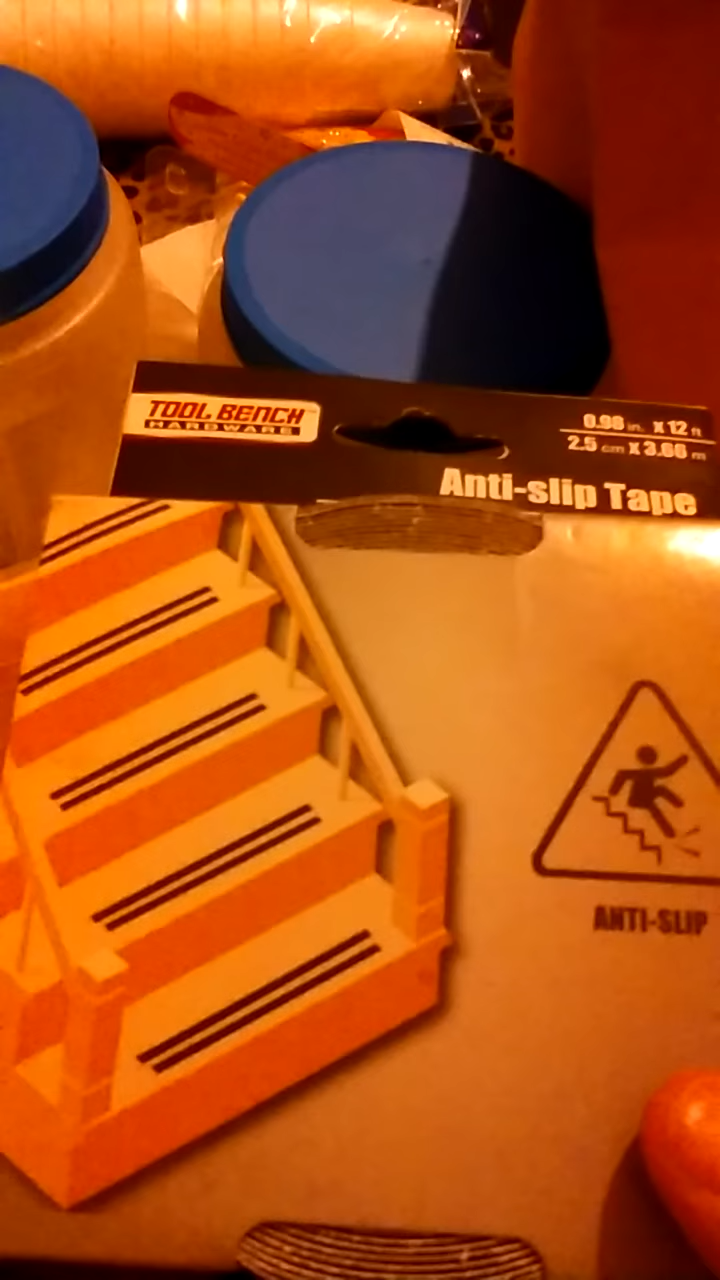 TOOL BENCH
HARDWARE
0.98 in. x 12 ft
2.5 cm x 3.66 m
Anti-slip Tape
ANTI-SLIP